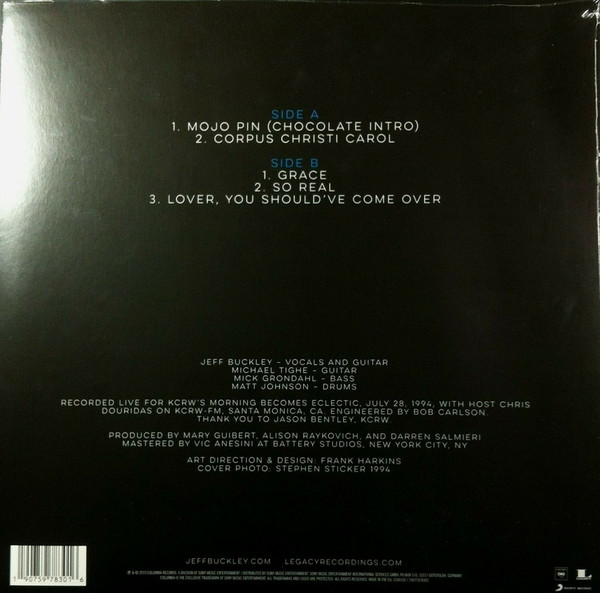 SIDE A
1. MOJO PIN (CHOCOLATE INTRO)
2. CORPUS CHRISTI CAROL
SIDE B
1. GRACE
2. SO REAL
3. LOVER, YOU SHOULD'VE COME OVER
JEFF BUCKLEY – VOCALS AND GUITAR
MICHAEL TIGHE – GUITAR
MICK GRONDAHL – BASS
MATT JOHNSON – DRUMS
RECORDED LIVE FOR KCRW'S MORNING BECOMES ECLECTIC, JULY 28, 1994, WITH HOST CHRIS
DOURIDAS ON KCRW-FM, SANTA MONICA, CA. ENGINEERED BY BOB CARLSON.
THANK YOU TO JASON BENTLEY, KCRW
PRODUCED BY MARY GUIBERT, ALISON RAYKOVICH, AND DARREN SALMIERI
MASTERED BY VIC ANESINI AT BATTERY STUDIOS, NEW YORK CITY, NY
ART DIRECTION & DESIGN: FRANK HARKINS
COVER PHOTO: STEPHEN STICKER 1994
JEFFBUCKLEY.COM LEGACYRECORDINGS.COM
1 90759 78301 6